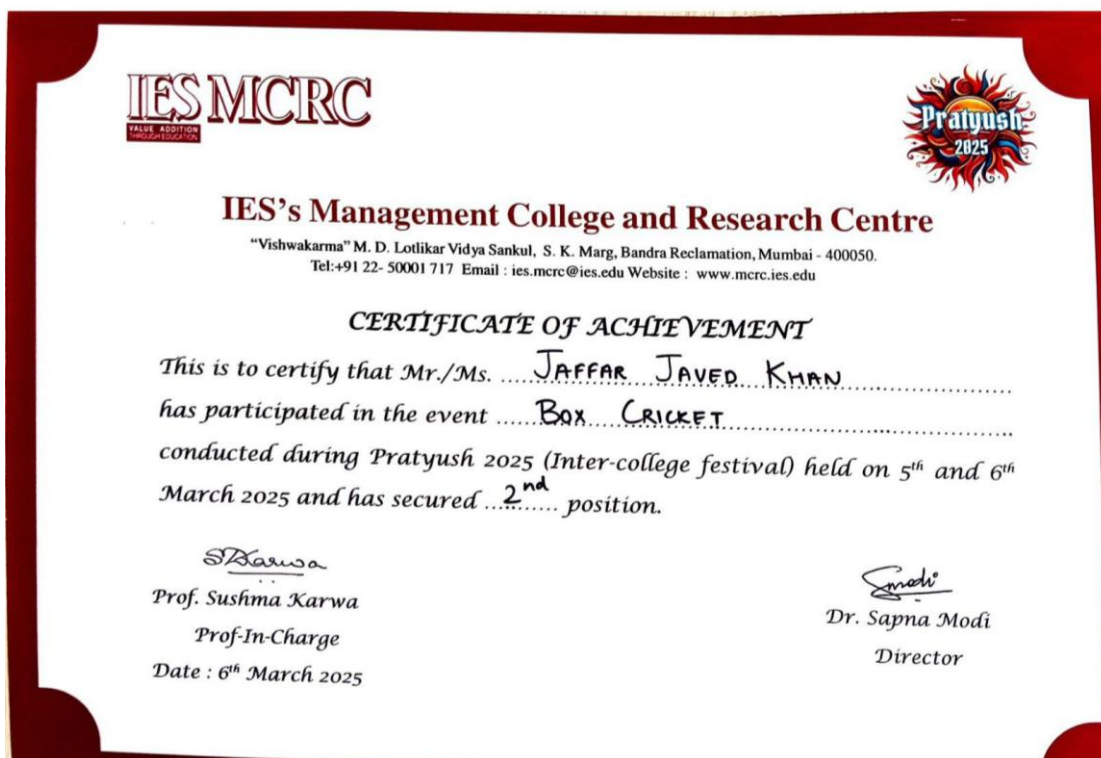 IES MCRC
VALUE ADDITION
THROUGH EDUCATION
Pratyush
2025
IES's Management College and Research Centre
"Vishwakarma" M. D. Lotlikar Vidya Sankul, S. K. Marg, Bandra Reclamation, Mumbai - 400050.
Tel:+91 22- 50001 717 Email : ies.mcrc@ies.edu Website : www.mcrc.ies.edu
CERTIFICATE OF ACHIEVEMENT
This is to certify that Mr./Ms. JAFFAR JAVED KHAN
has participated in the event BOX CRICKET
conducted during Pratyush 2025 (Inter-college festival) held on 5th and 6th
March 2025 and has secured 2nd position.
SDKarwa
Smodi
Prof. Sushma Karwa
Dr. Sapna Modi
Prof-In-Charge
Director
Date : 6th March 2025